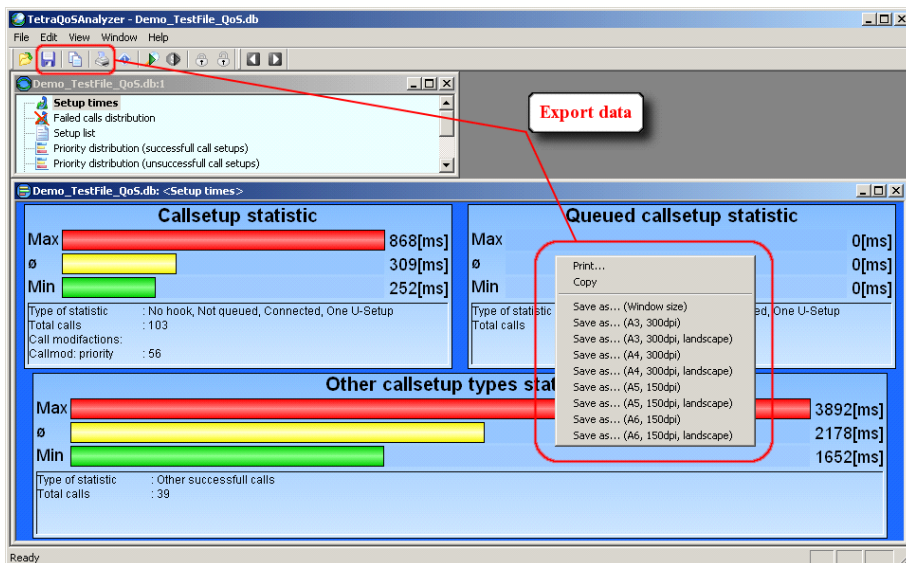 TetraQoSAnalyzer - Demo_TestFile_QoS.db
File Edit View Window Help
Demo_TestFile_QoS.db:1
Setup times
Failed calls distribution
Setup list
Priority distribution (successfull call setups)
Priority distribution (unsuccessfull call setups)
Export data
Demo_TestFile_QoS.db: <Setup times>
Callsetup statistic
Max 868[ms]
ø 309[ms]
Min 252[ms]
Type of statistic : No hook, Not queued, Connected, One U-Setup
Total calls : 103
Call modifactions:
Callmod: priority : 56
Queued callsetup statistic
Max 0[ms]
ø 0[ms]
Min 0[ms]
Type of statistic ed, One U-Setup
Total calls
Print...
Copy
Save as... (Window size)
Save as... (A3, 300dpi)
Save as... (A3, 300dpi, landscape)
Save as... (A4, 300dpi)
Save as... (A4, 300dpi, landscape)
Save as... (A5, 150dpi)
Save as... (A5, 150dpi, landscape)
Save as... (A6, 150dpi)
Save as... (A6, 150dpi, landscape)
Other callsetup types stat
Max 3892[ms]
ø 2178[ms]
Min 1652[ms]
Type of statistic : Other successfull calls
Total calls : 39
Ready